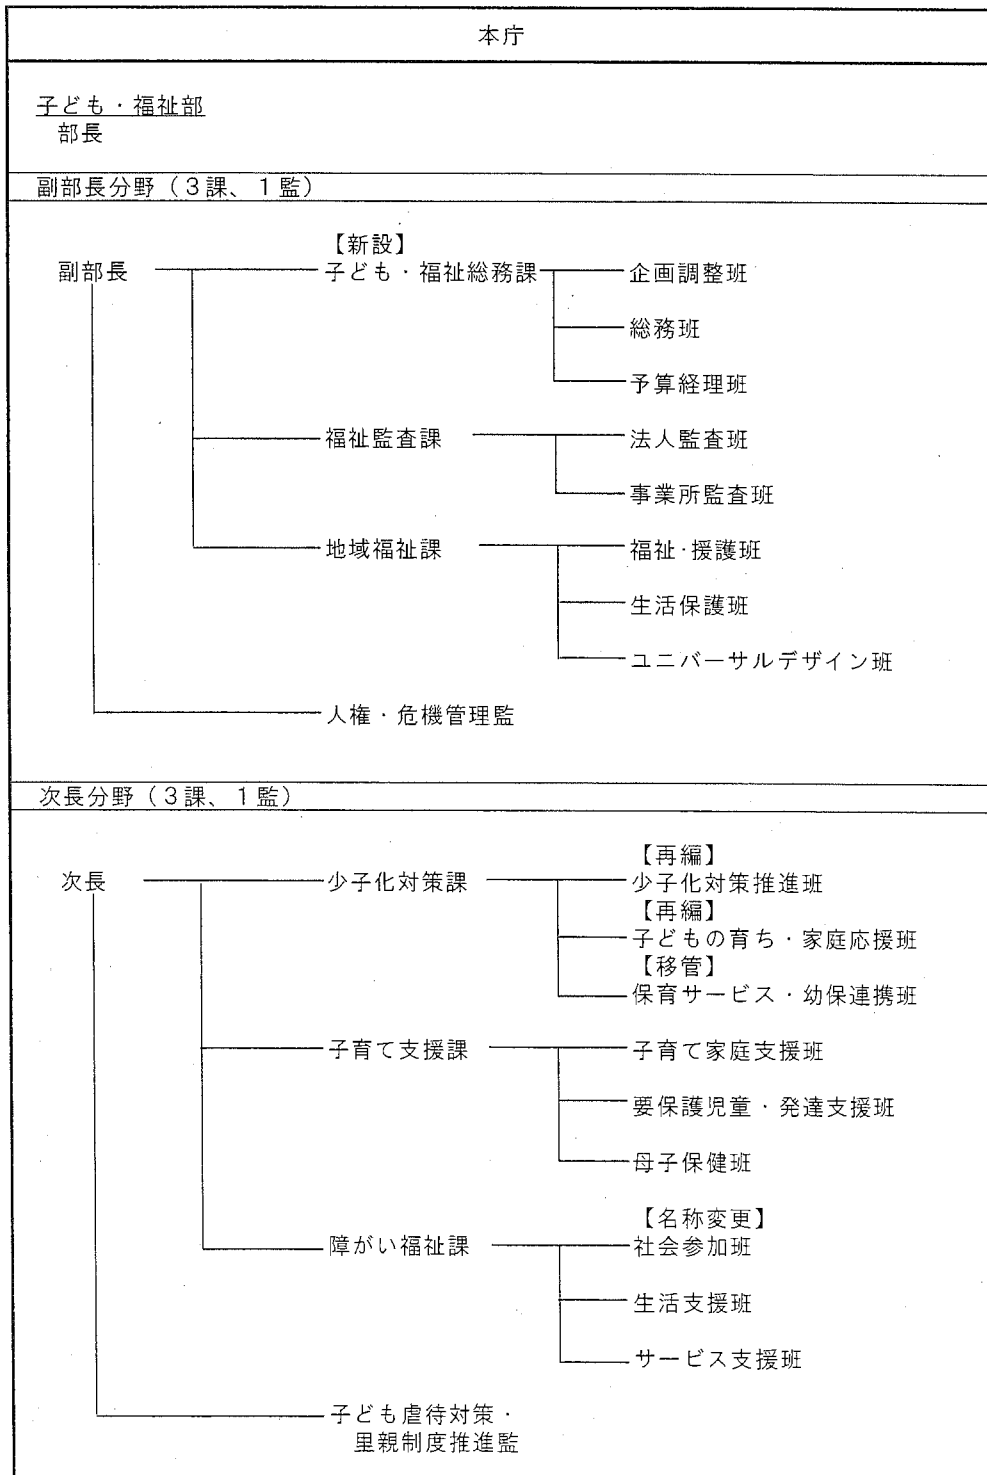 本庁
子ども・福祉部
部長
副部長分野（３課、１監）
【新設】
副部長 子ども・福祉総務課 企画調整班
総務班
予算経理班
福祉監査課 法人監査班
事業所監査班
地域福祉課 福祉・援護班
生活保護班
ユニバーサルデザイン班
人権・危機管理監
次長分野（３課、１監）
【再編】
次長 少子化対策課 少子化対策推進班
【再編】
子どもの育ち・家庭応援班
【移管】
保育サービス・幼保連携班
子育て支援課 子育て家庭支援班
要保護児童・発達支援班
母子保健班
【名称変更】
障がい福祉課 社会参加班
生活支援班
サービス支援班
子ども虐待対策・
里親制度推進監